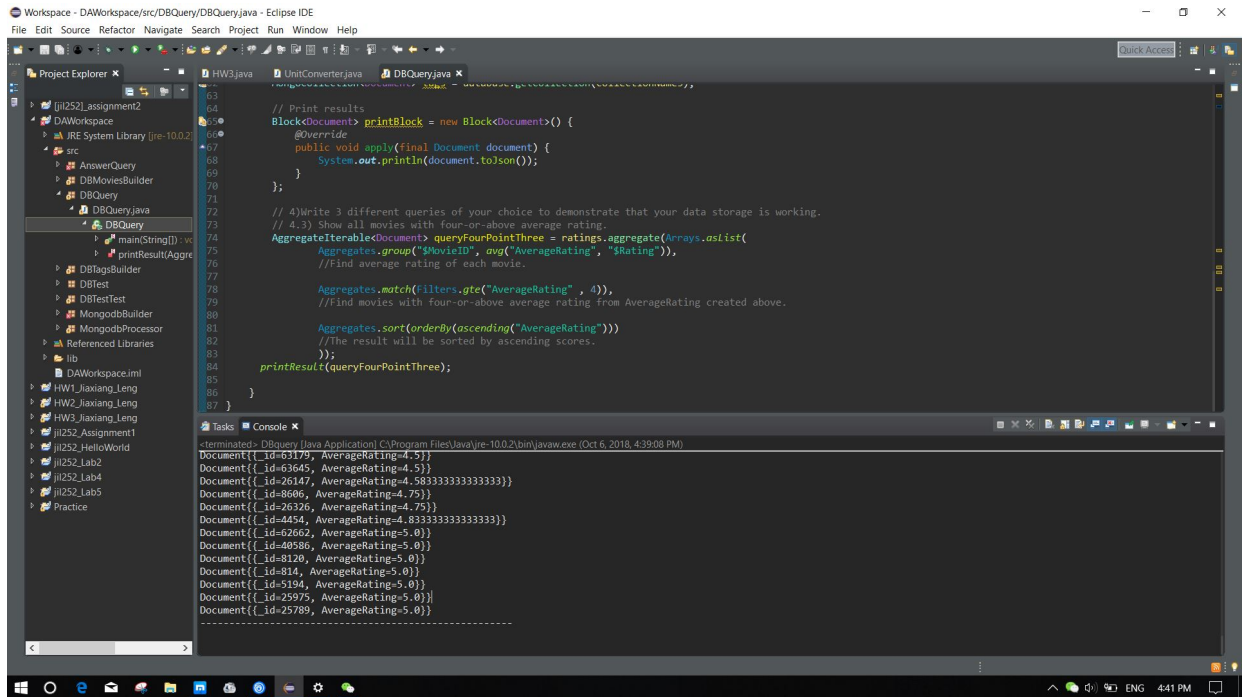 Workspace - DAWorkspace/src/DBQuery/DBQuery.java - Eclipse IDE
File Edit Source Refactor Navigate Search Project Run Window Help
Quick Access
Project Explorer
[jil252]_assignment2
DAWorkspace
JRE System Library [jre-10.0.2]
src
AnswerQuery
DBMoviesBuilder
DBQuery
DBQuery.java
DBQuery
main(String[]) : vo
printResult(Aggre
DBTagsBuilder
DBTest
DBTestTest
MongodbBuilder
MongodbProcessor
Referenced Libraries
lib
DAWorkspace.iml
HW1_Jiaxiang_Leng
HW2_Jiaxiang_Leng
HW3_Jiaxiang_Leng
jil252_Assignment1
jil252_HelloWorld
jil252_Lab2
jil252_Lab4
jil252_Lab5
Practice
HW3.java UnitConverter.java DBQuery.java
63
64 // Print results
65 Block<Document> printBlock = new Block<Document>() {
66 @Override
67 public void apply(final Document document) {
68 System.out.println(document.toJson());
69 }
70 };
71
72 // 4)Write 3 different queries of your choice to demonstrate that your data storage is working.
73 // 4.3) Show all movies with four-or-above average rating.
74 AggregateIterable<Document> queryFourPointThree = ratings.aggregate(Arrays.asList(
75 Aggregates.group("$MovieID", avg("AverageRating", "$Rating")),
76 //Find average rating of each movie.
77
78 Aggregates.match(Filters.gte("AverageRating" , 4)),
79 //Find movies with four-or-above average rating from AverageRating created above.
80
81 Aggregates.sort(orderBy(ascending("AverageRating")))
82 //The result will be sorted by ascending scores.
83 ));
84 printResult(queryFourPointThree);
85
86 }
87 }
Tasks Console
<terminated> DBquery [Java Application] C:\Program Files\Java\jre-10.0.2\bin\javaw.exe (Oct 6, 2018, 4:39:08 PM)
Document{{_id=63179, AverageRating=4.5}}
Document{{_id=63645, AverageRating=4.5}}
Document{{_id=26147, AverageRating=4.583333333333333}}
Document{{_id=8606, AverageRating=4.75}}
Document{{_id=26326, AverageRating=4.75}}
Document{{_id=4454, AverageRating=4.833333333333333}}
Document{{_id=62662, AverageRating=5.0}}
Document{{_id=40586, AverageRating=5.0}}
Document{{_id=8120, AverageRating=5.0}}
Document{{_id=814, AverageRating=5.0}}
Document{{_id=5194, AverageRating=5.0}}
Document{{_id=25975, AverageRating=5.0}}
Document{{_id=25789, AverageRating=5.0}}
------------------------------------------------------
ENG 4:41 PM